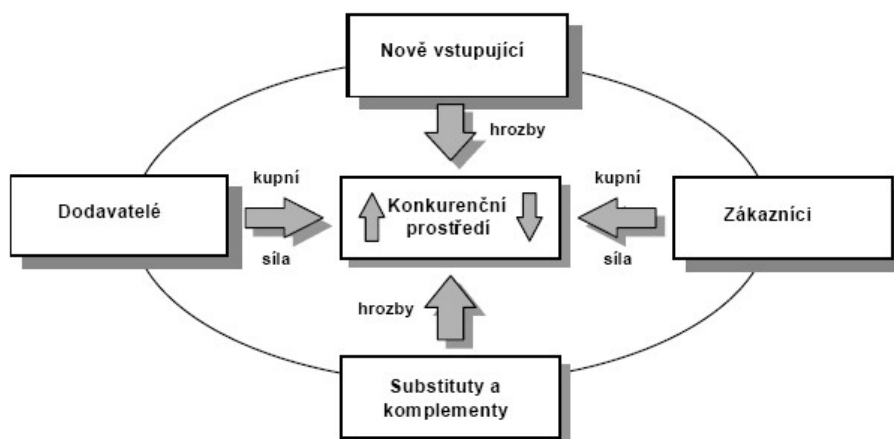 Nově vstupující
hrozby
kupní
Dodavatelé
síla
Konkurenční
prostředí
kupní
Zákazníci
síla
hrozby
Substituty a
komplementy